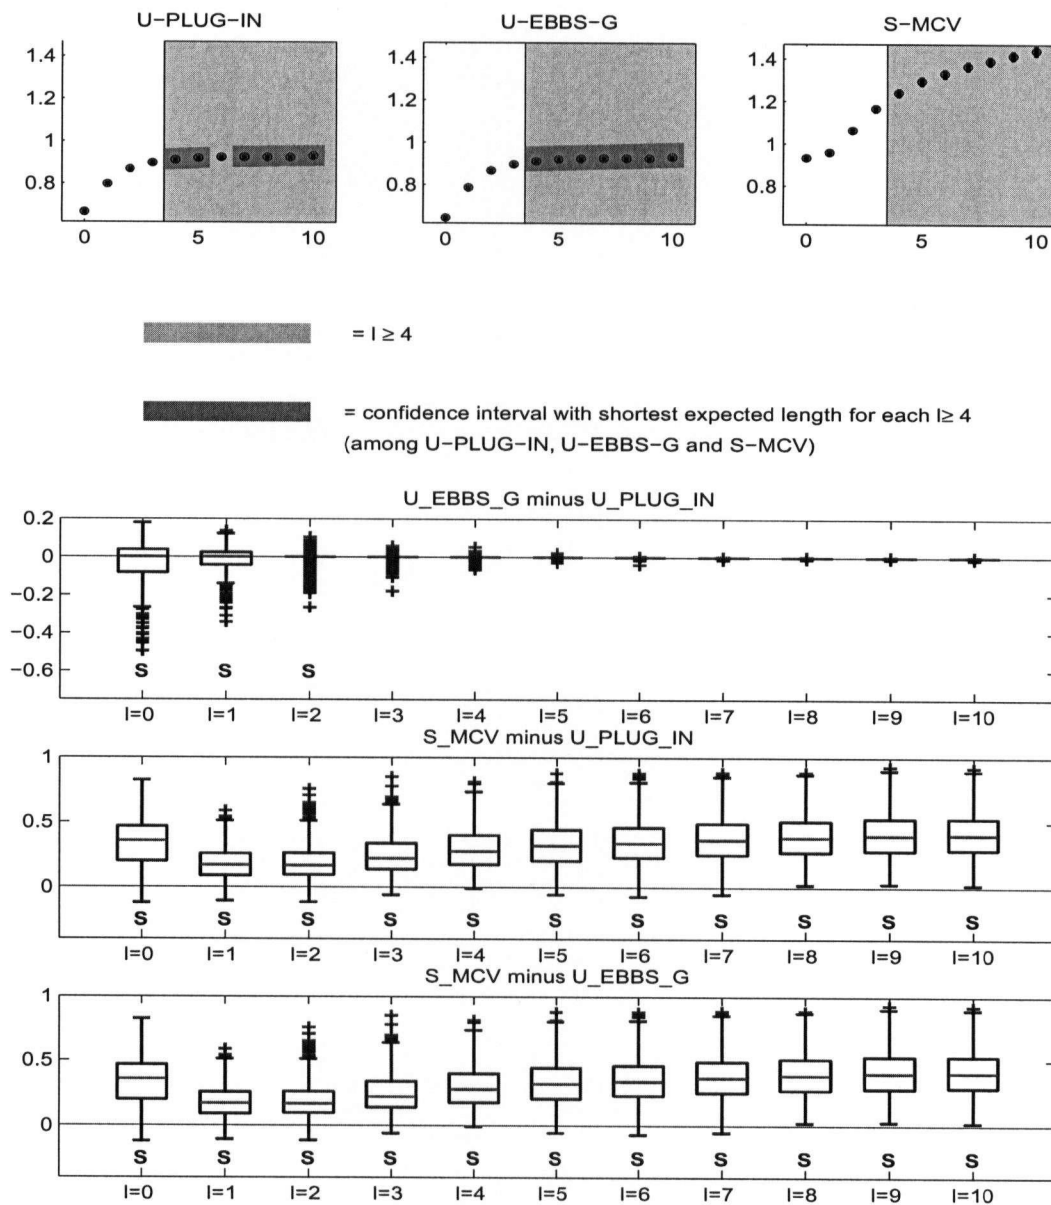 U−PLUG−IN U−EBBS−G S−MCV
1.4 1.4 1.4
1.2 1.2 1.2
1 1 1
0.8 0.8 0.8
0 5 10 0 5 10 0 5 10
= l ≥ 4
= confidence interval with shortest expected length for each l≥ 4
(among U−PLUG−IN, U−EBBS−G and S−MCV)
U_EBBS_G minus U_PLUG_IN
0.2
0
−0.2
−0.4
−0.6
S S S
l=0 l=1 l=2 l=3 l=4 l=5 l=6 l=7 l=8 l=9 l=10
S_MCV minus U_PLUG_IN
1
0.5
0
S S S S S S S S S S S
l=0 l=1 l=2 l=3 l=4 l=5 l=6 l=7 l=8 l=9 l=10
S_MCV minus U_EBBS_G
1
0.5
0
S S S S S S S S S S S
l=0 l=1 l=2 l=3 l=4 l=5 l=6 l=7 l=8 l=9 l=10